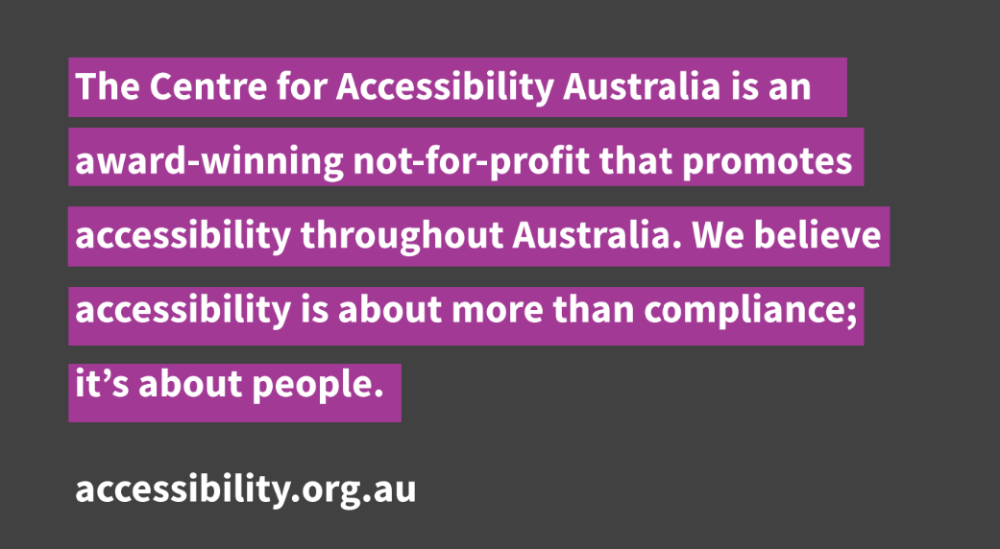 The Centre for Accessibility Australia is an
award-winning not-for-profit that promotes
accessibility throughout Australia. We believe
accessibility is about more than compliance;
it’s about people.
accessibility.org.au